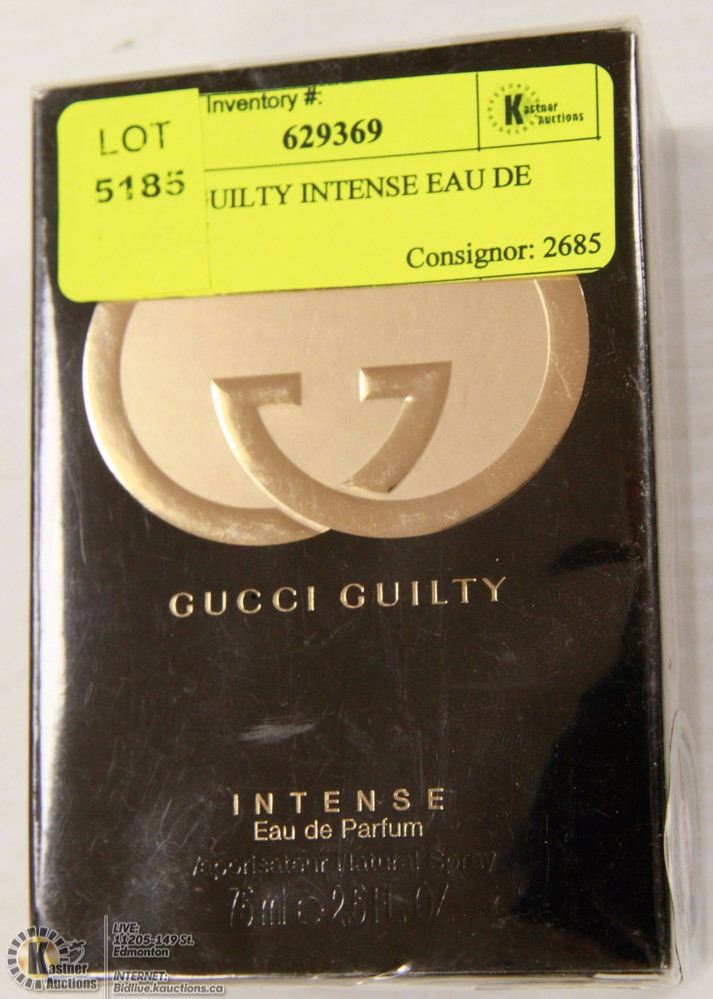 Inventory #:
LOT
629369
Kastner
Auctions
5185
UILTY INTENSE EAU DE
Consignor: 2685
GUCCI GUILTY
INTENSE
Eau de Parfum
Vaporisateur Natural Spray
75 ml e 2.5 FL. OZ.
Kastner
Auctions
LIVE:
11205-149 St.
Edmonton
INTERNET:
Bidlive.kauctions.ca